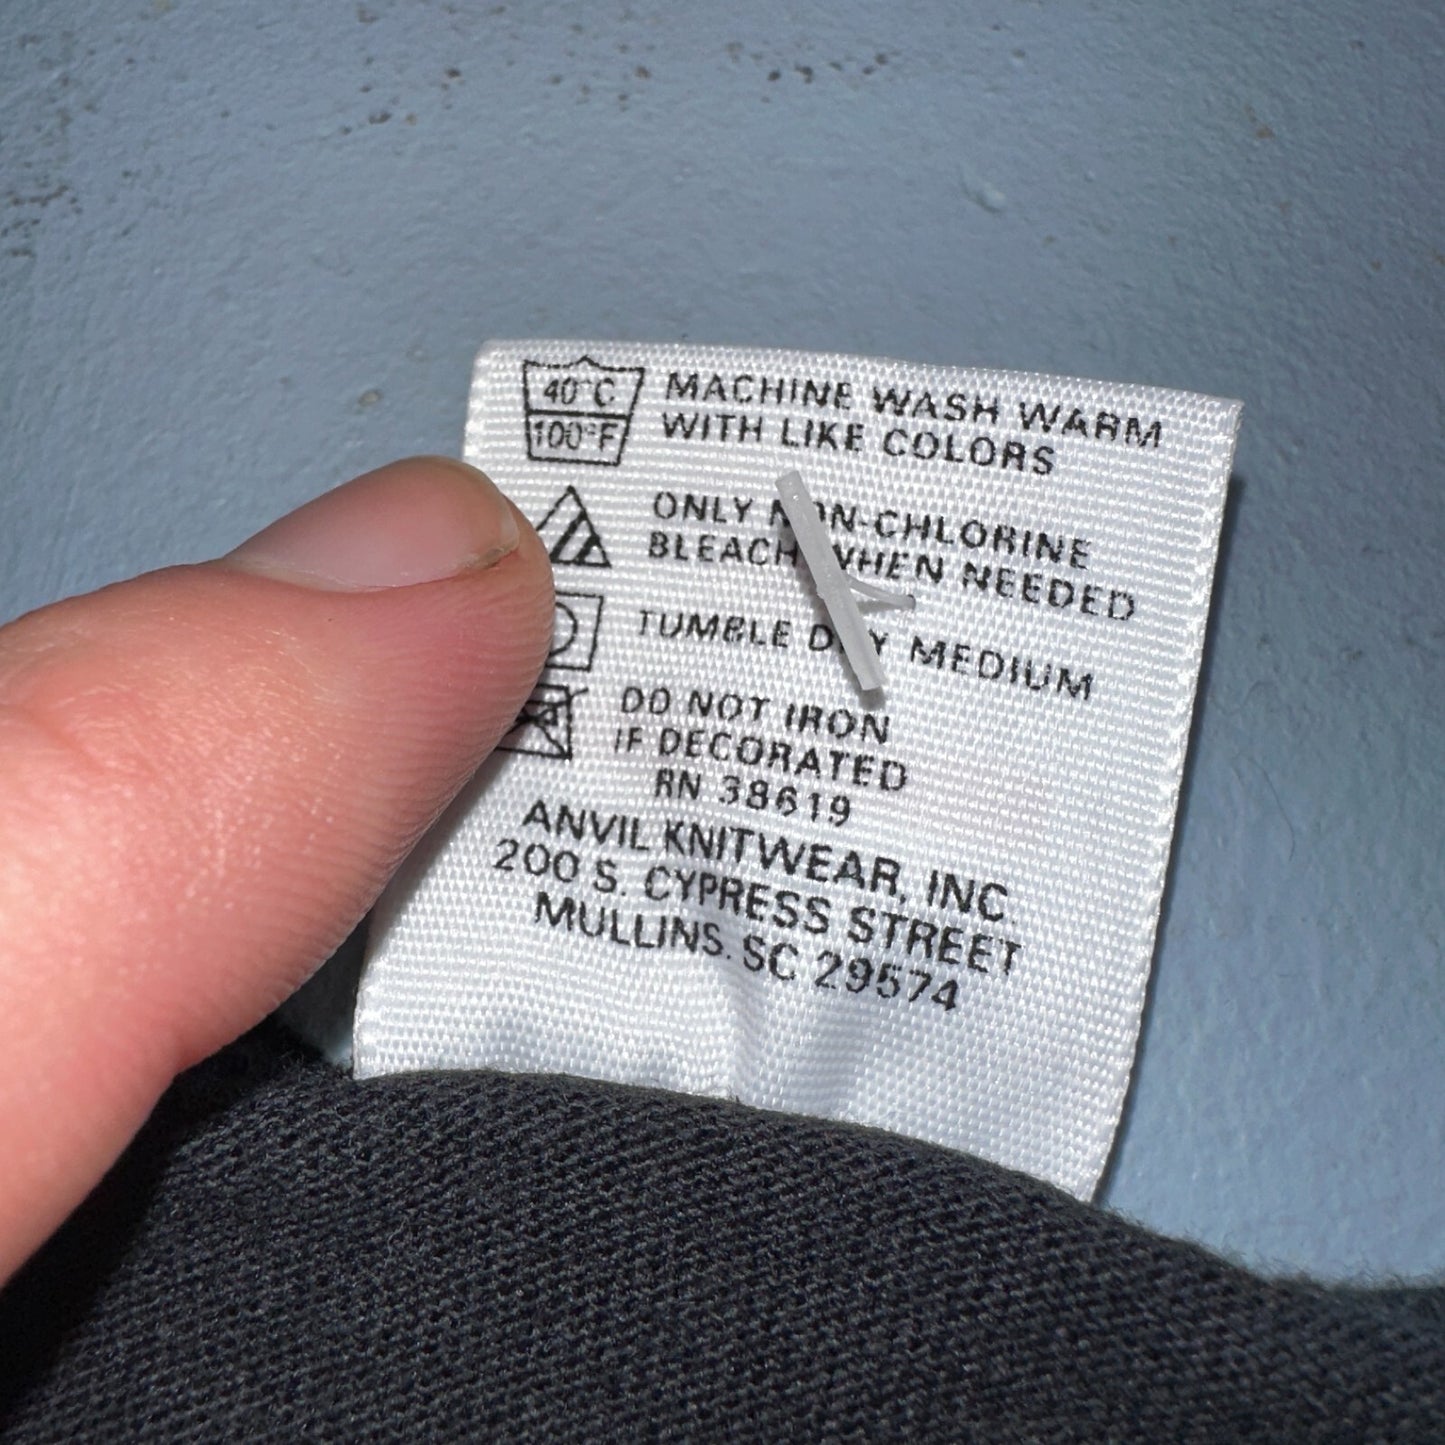 40°C MACHINE WASH WARM
100°F WITH LIKE COLORS
ONLY NON-CHLORINE
BLEACH WHEN NEEDED
TUMBLE DRY MEDIUM
DO NOT IRON
IF DECORATED
RN 38619
ANVIL KNITWEAR, INC.
200 S. CYPRESS STREET
MULLINS. SC 29574